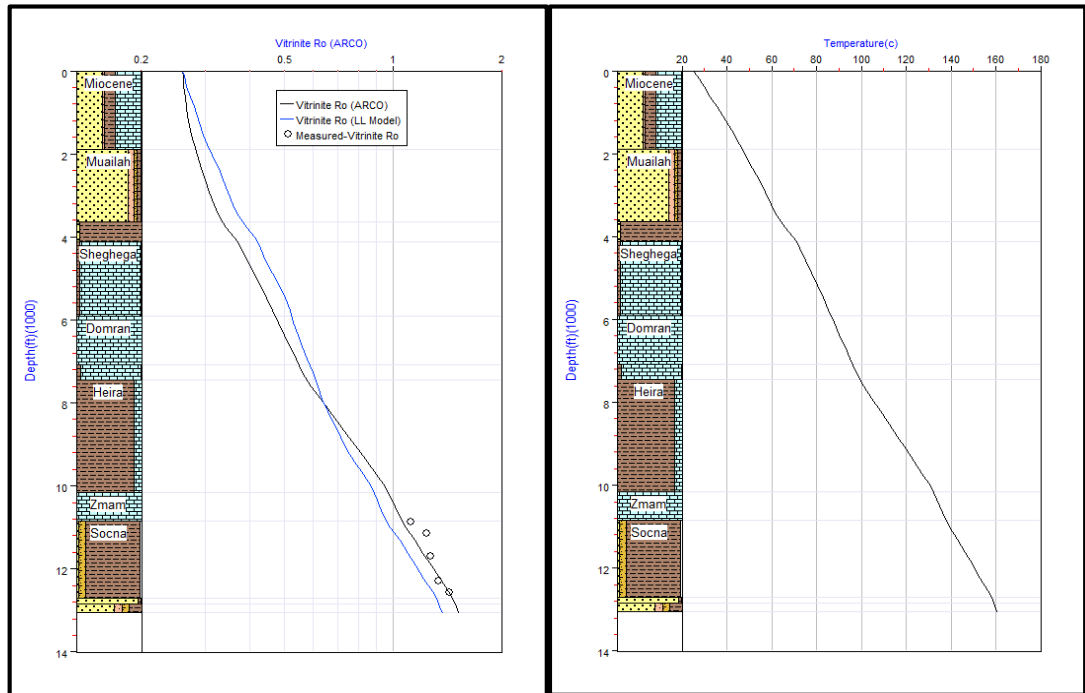 Vitrinite Ro (ARCO)
0.2 0.5 1 2
0
2
4
6
8
10
12
14
Depth(ft)(1000)
Miocene
Muailah
Sheghega
Domran
Heira
Zmam
Socna
Vitrinite Ro (ARCO)
Vitrinite Ro (LL Model)
Measured-Vitrinite Ro
Temperature(c)
20 40 60 80 100 120 140 160 180
0
2
4
6
8
10
12
14
Depth(ft)(1000)
Miocene
Muailah
Sheghega
Domran
Heira
Zmam
Socna